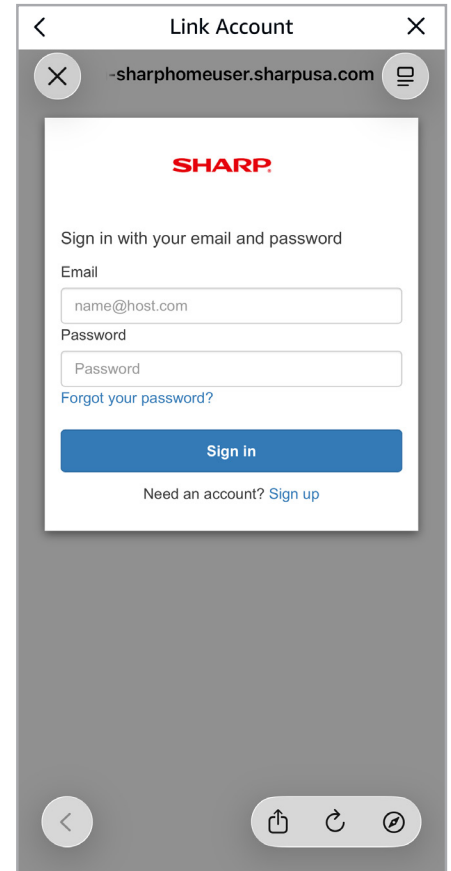 Link Account
-sharphomeuser.sharpusa.com
SHARP
Sign in with your email and password
Email
name@host.com
Password
Password
Forgot your password?
Sign in
Need an account? Sign up